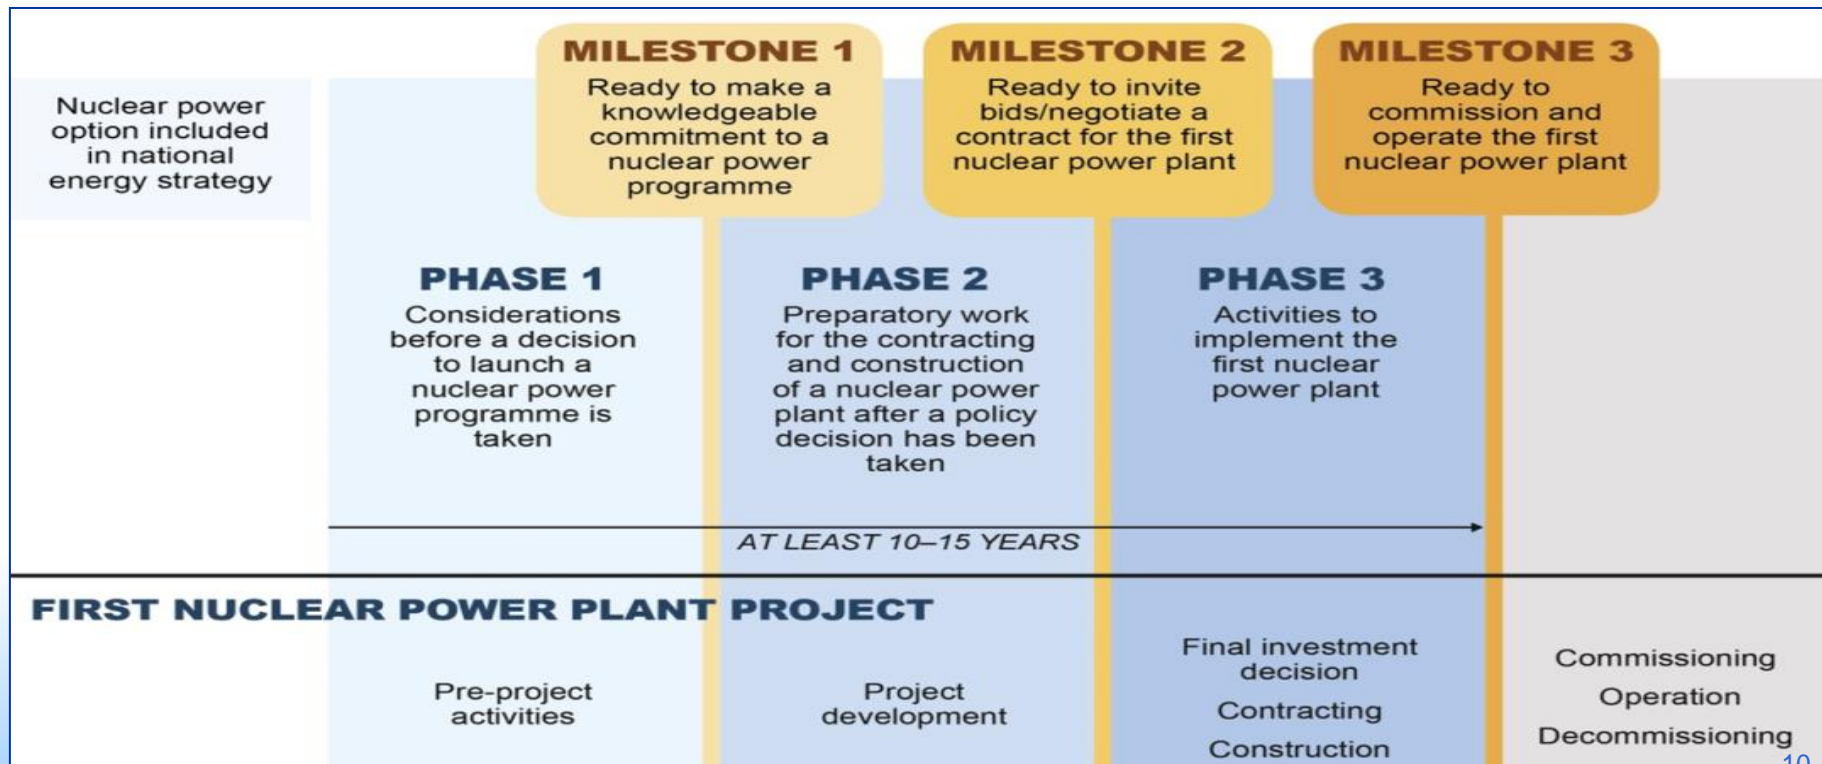 MILESTONE 1
Ready to make a
knowledgeable
commitment to a
nuclear power
programme
MILESTONE 2
Ready to invite
bids/negotiate a
contract for the first
nuclear power plant
MILESTONE 3
Ready to
commission and
operate the first
nuclear power plant
Nuclear power
option included
in national
energy strategy
PHASE 1
Considerations
before a decision
to launch a
nuclear power
programme is
taken
PHASE 2
Preparatory work
for the contracting
and construction
of a nuclear power
plant after a policy
decision has been
taken
PHASE 3
Activities to
implement the
first nuclear
power plant
AT LEAST 10–15 YEARS
FIRST NUCLEAR POWER PLANT PROJECT
Pre-project
activities
Project
development
Final investment
decision
Contracting
Construction
Commissioning
Operation
Decommissioning
10